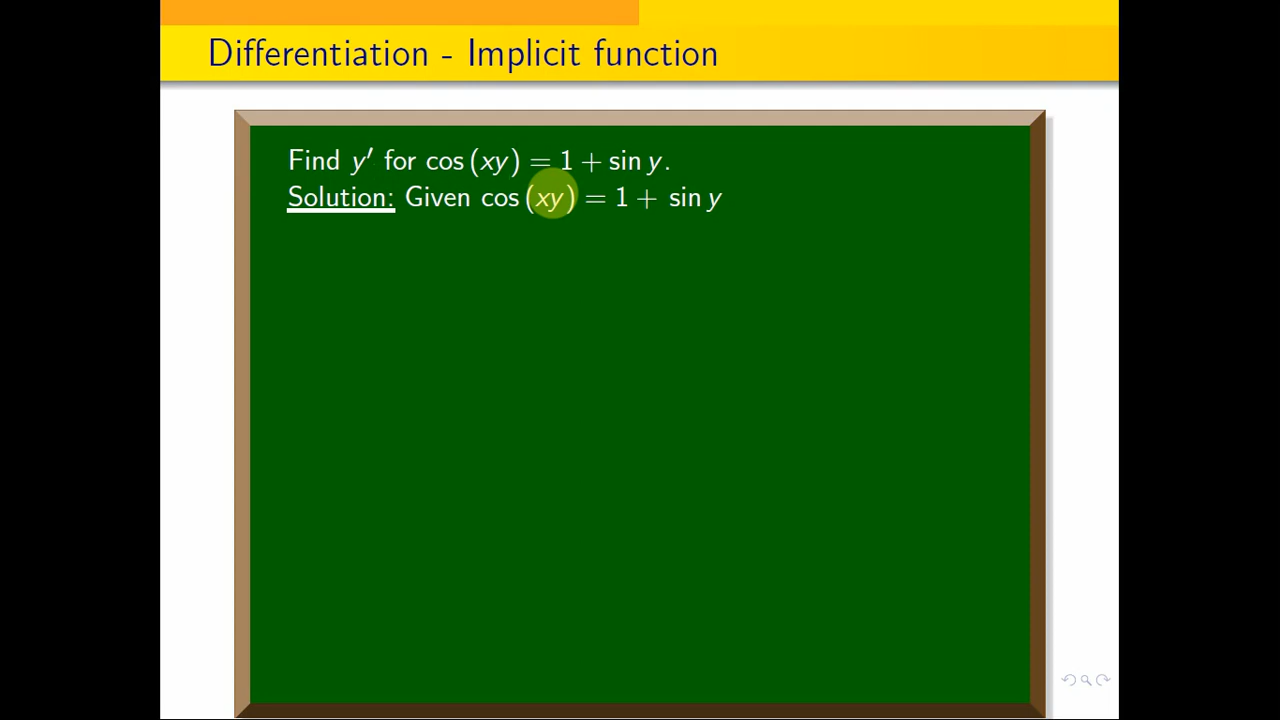 Differentiation - Implicit function
Find y′ for cos (xy) = 1 + sin y.
Solution: Given cos (xy) = 1 + sin y